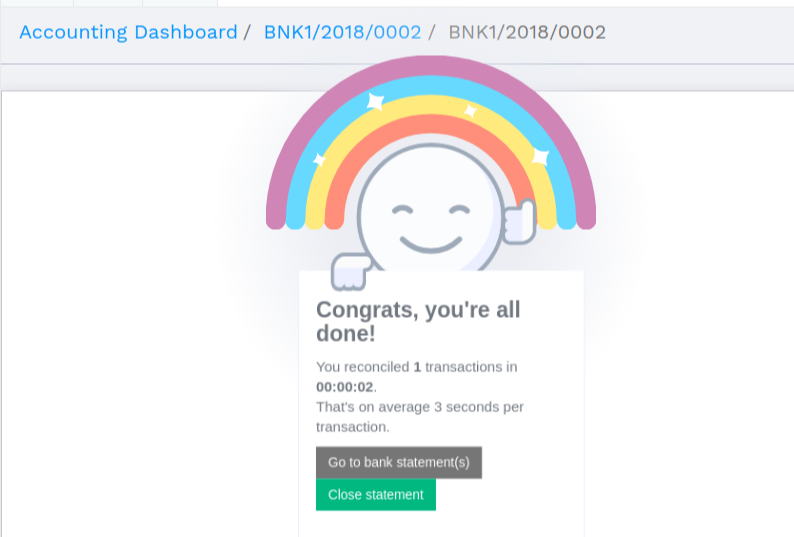 Accounting Dashboard / BNK1/2018/0002 / BNK1/2018/0002
Congrats, you're all
done!
You reconciled 1 transactions in
00:00:02.
That's on average 3 seconds per
transaction.
Go to bank statement(s)
Close statement